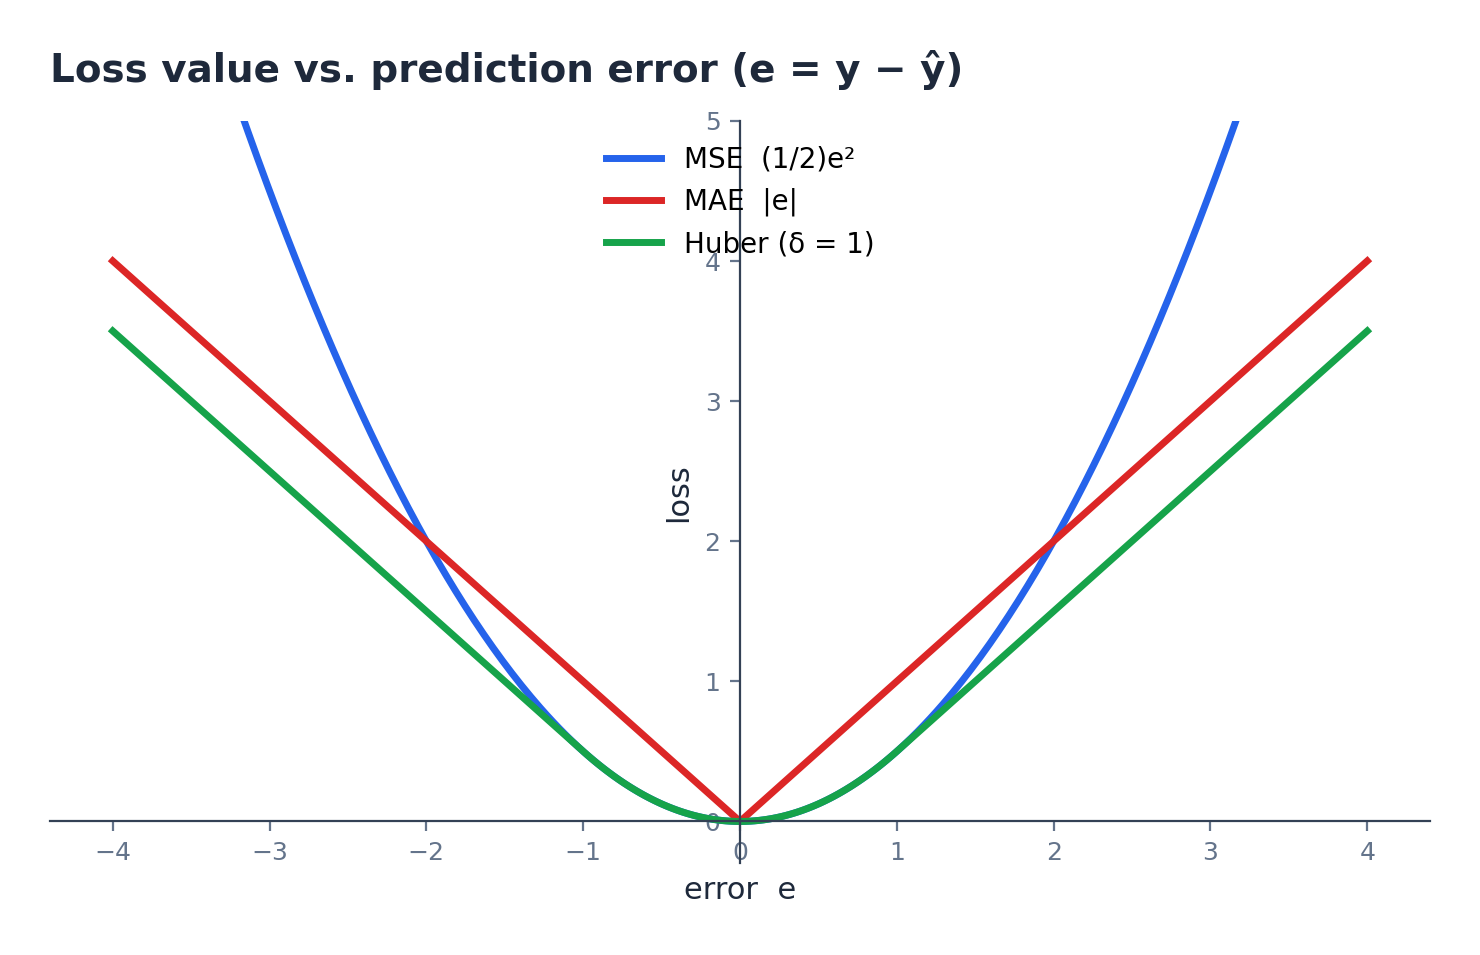 Loss value vs. prediction error (e = y − ŷ)
5
MSE (1/2)e²
MAE |e|
Huber (δ = 1)
4
3
loss
2
1
0
−4 −3 −2 −1 0 1 2 3 4
error e